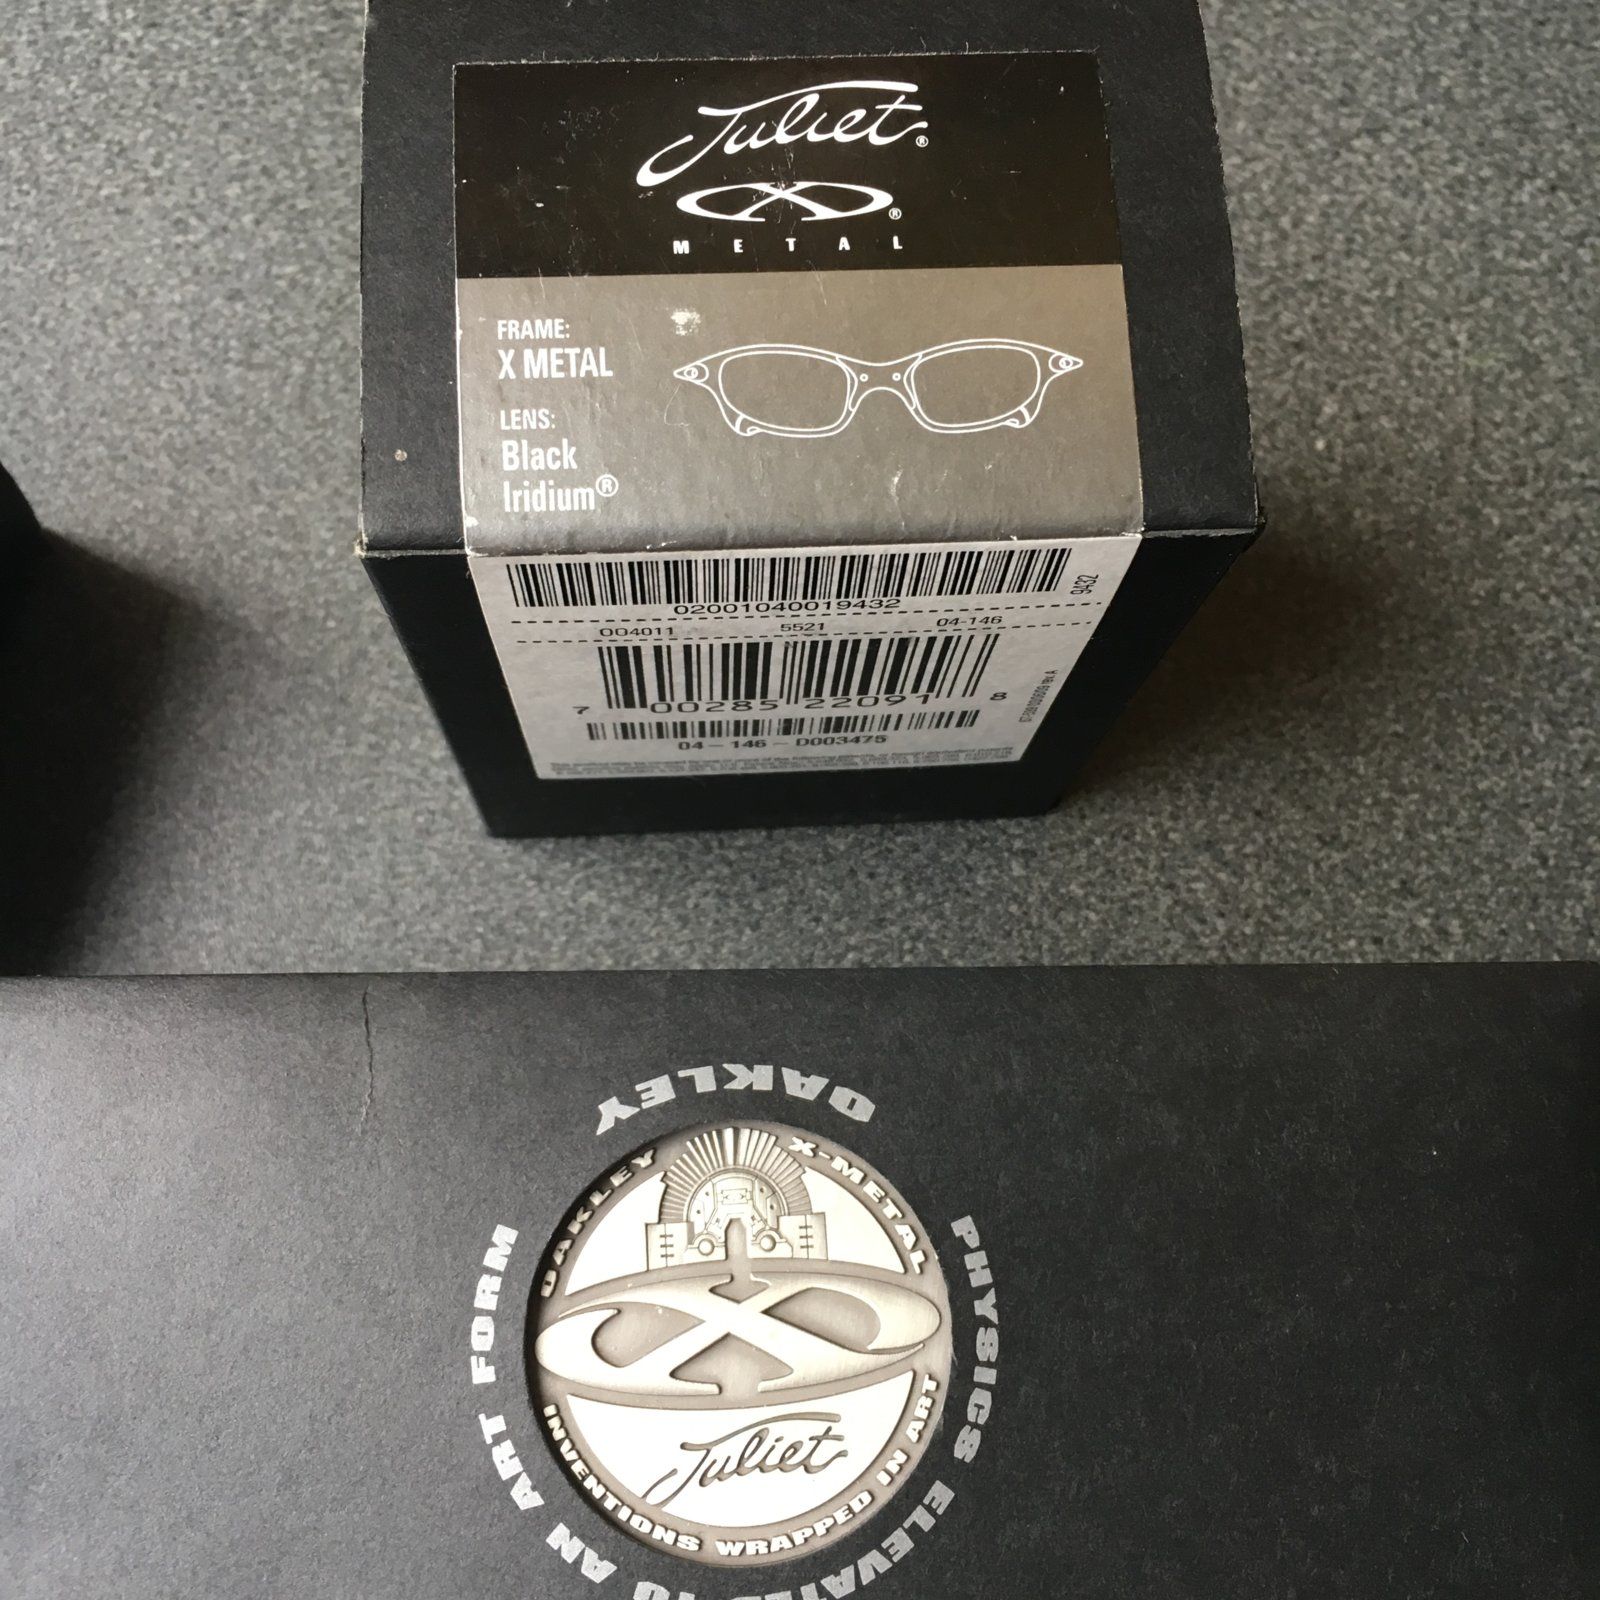 Juliet®
®
METAL
FRAME:
X METAL
LENS:
Black
Iridium®
02001040019432
9432
004011 5521 04-146
7 00285 22091 8
04-146-D003475
OAKLEY
PHYSICS ELEVATED TO AN ART FORM
OAKLEY X-METAL
Juliet
INVENTIONS WRAPPED IN ART